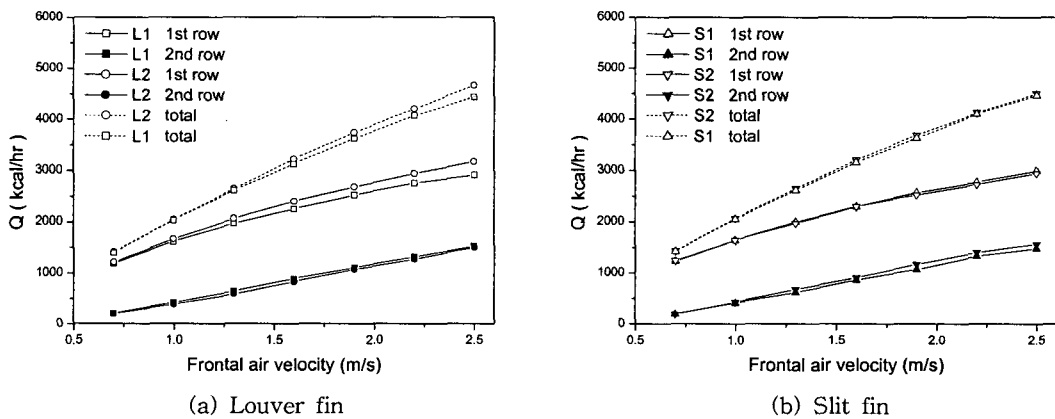 6000
5000
4000
3000
2000
1000
0
Q ( kcal/hr )
L1 1st row
L1 2nd row
L2 1st row
L2 2nd row
L2 total
L1 total
0.5 1.0 1.5 2.0 2.5
Frontal air velocity (m/s)
(a) Louver fin
6000
5000
4000
3000
2000
1000
0
Q ( kcal/hr )
S1 1st row
S1 2nd row
S2 1st row
S2 2nd row
S2 total
S1 total
0.5 1.0 1.5 2.0 2.5
Frontal air velocity (m/s)
(b) Slit fin